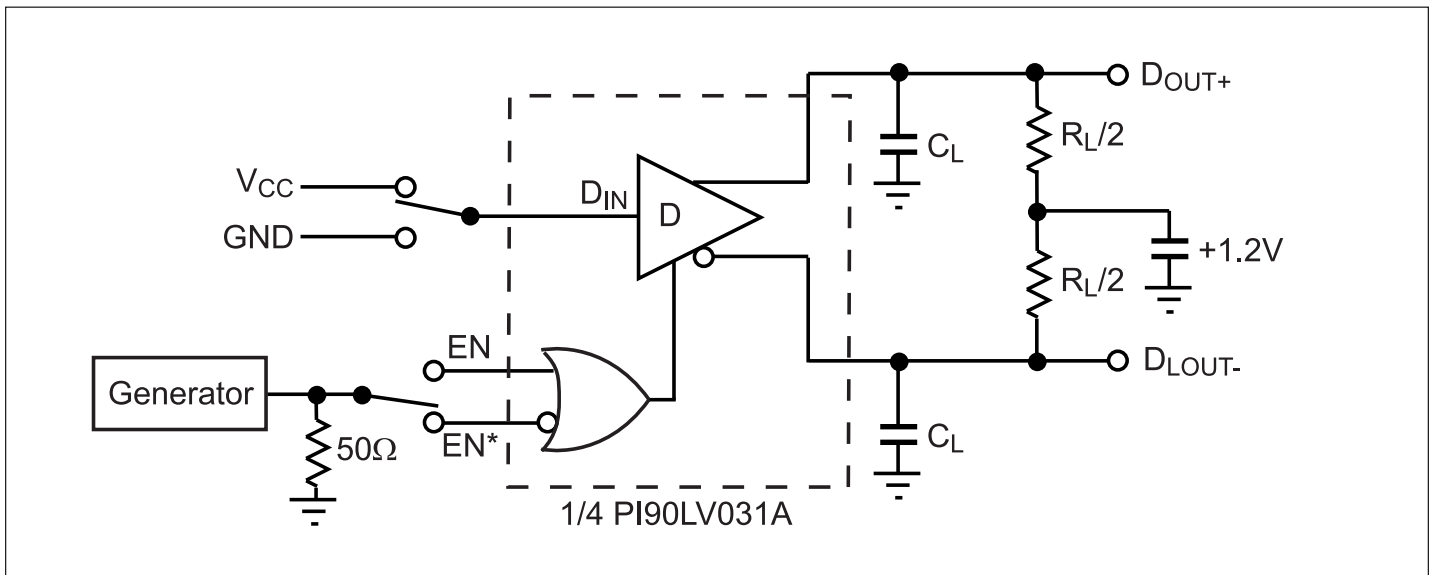 D_OUT+
C_L
R_L/2
V_CC
D_IN
D
GND
+1.2V
R_L/2
EN
D_LOUT-
Generator
50Ω
EN*
C_L
1/4 PI90LV031A